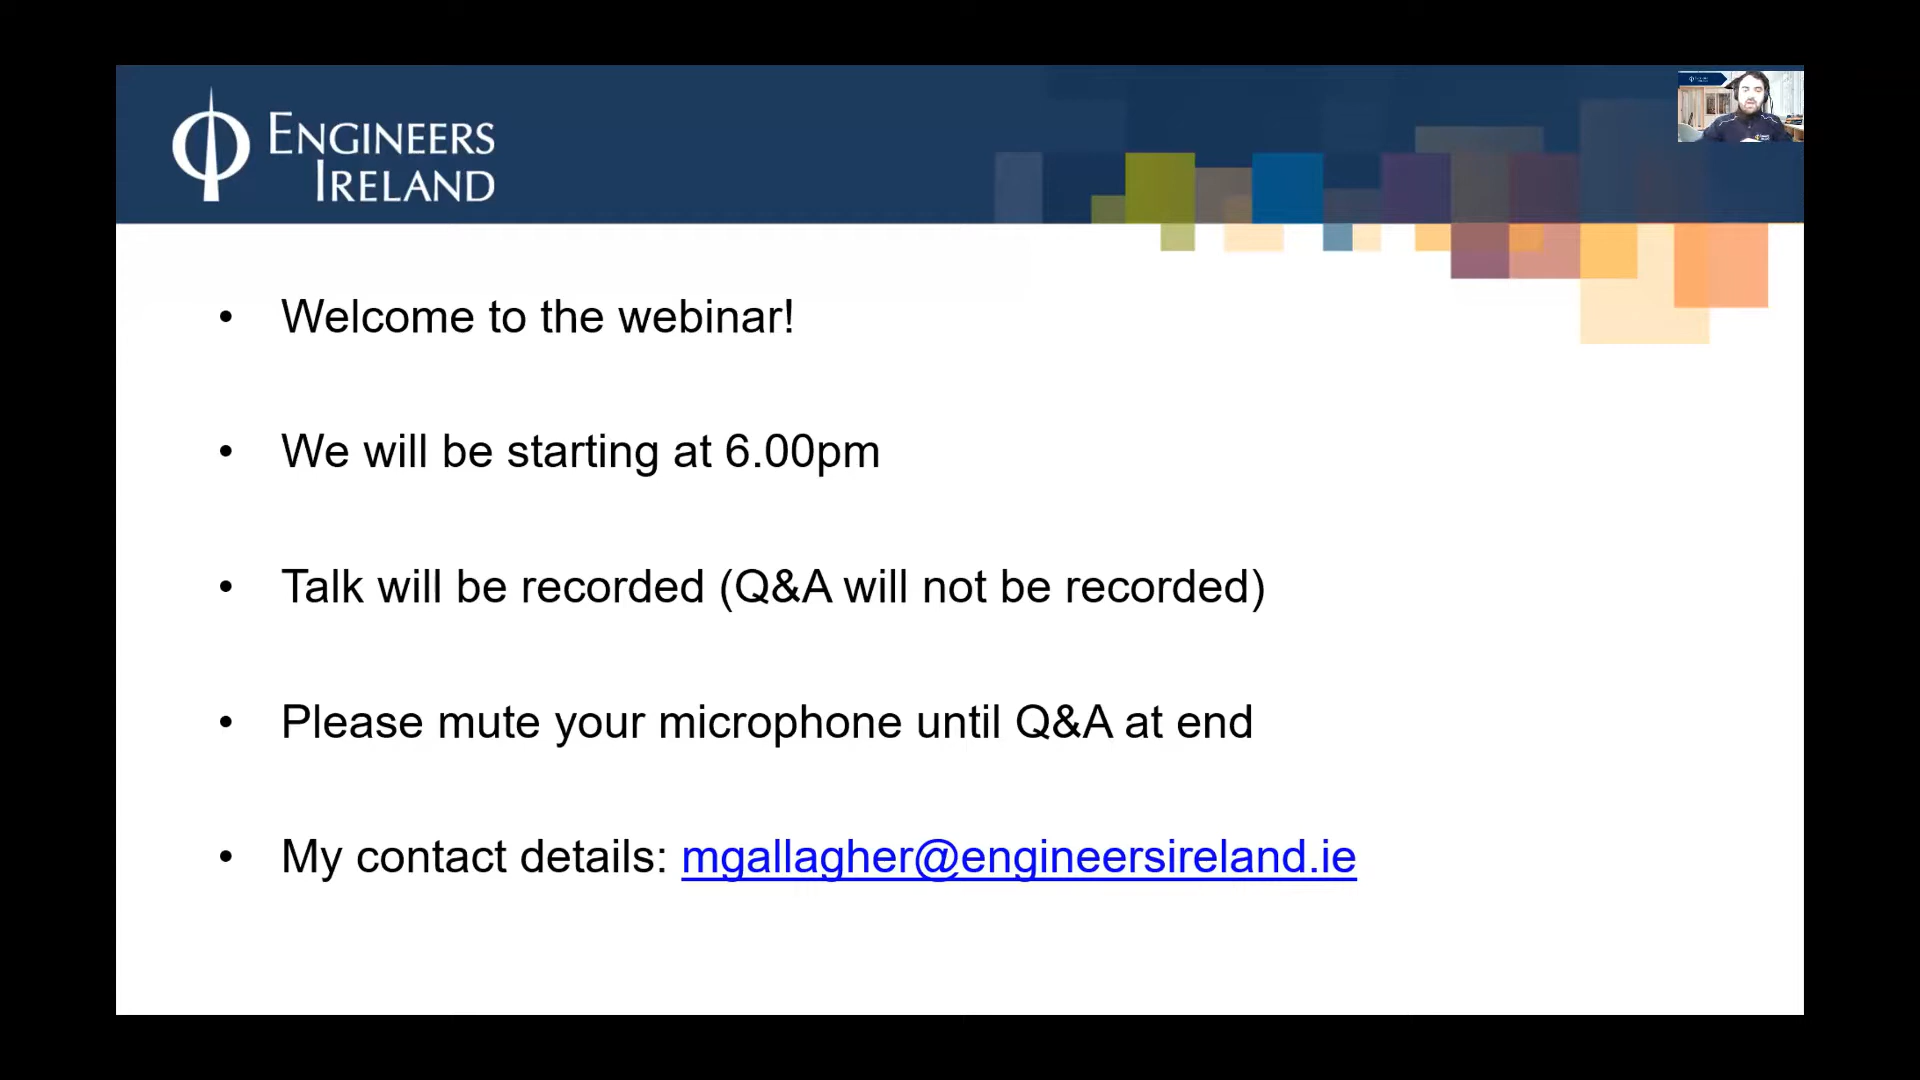 ENGINEERS
IRELAND
• Welcome to the webinar!
• We will be starting at 6.00pm
• Talk will be recorded (Q&A will not be recorded)
• Please mute your microphone until Q&A at end
• My contact details: mgallagher@engineersireland.ie